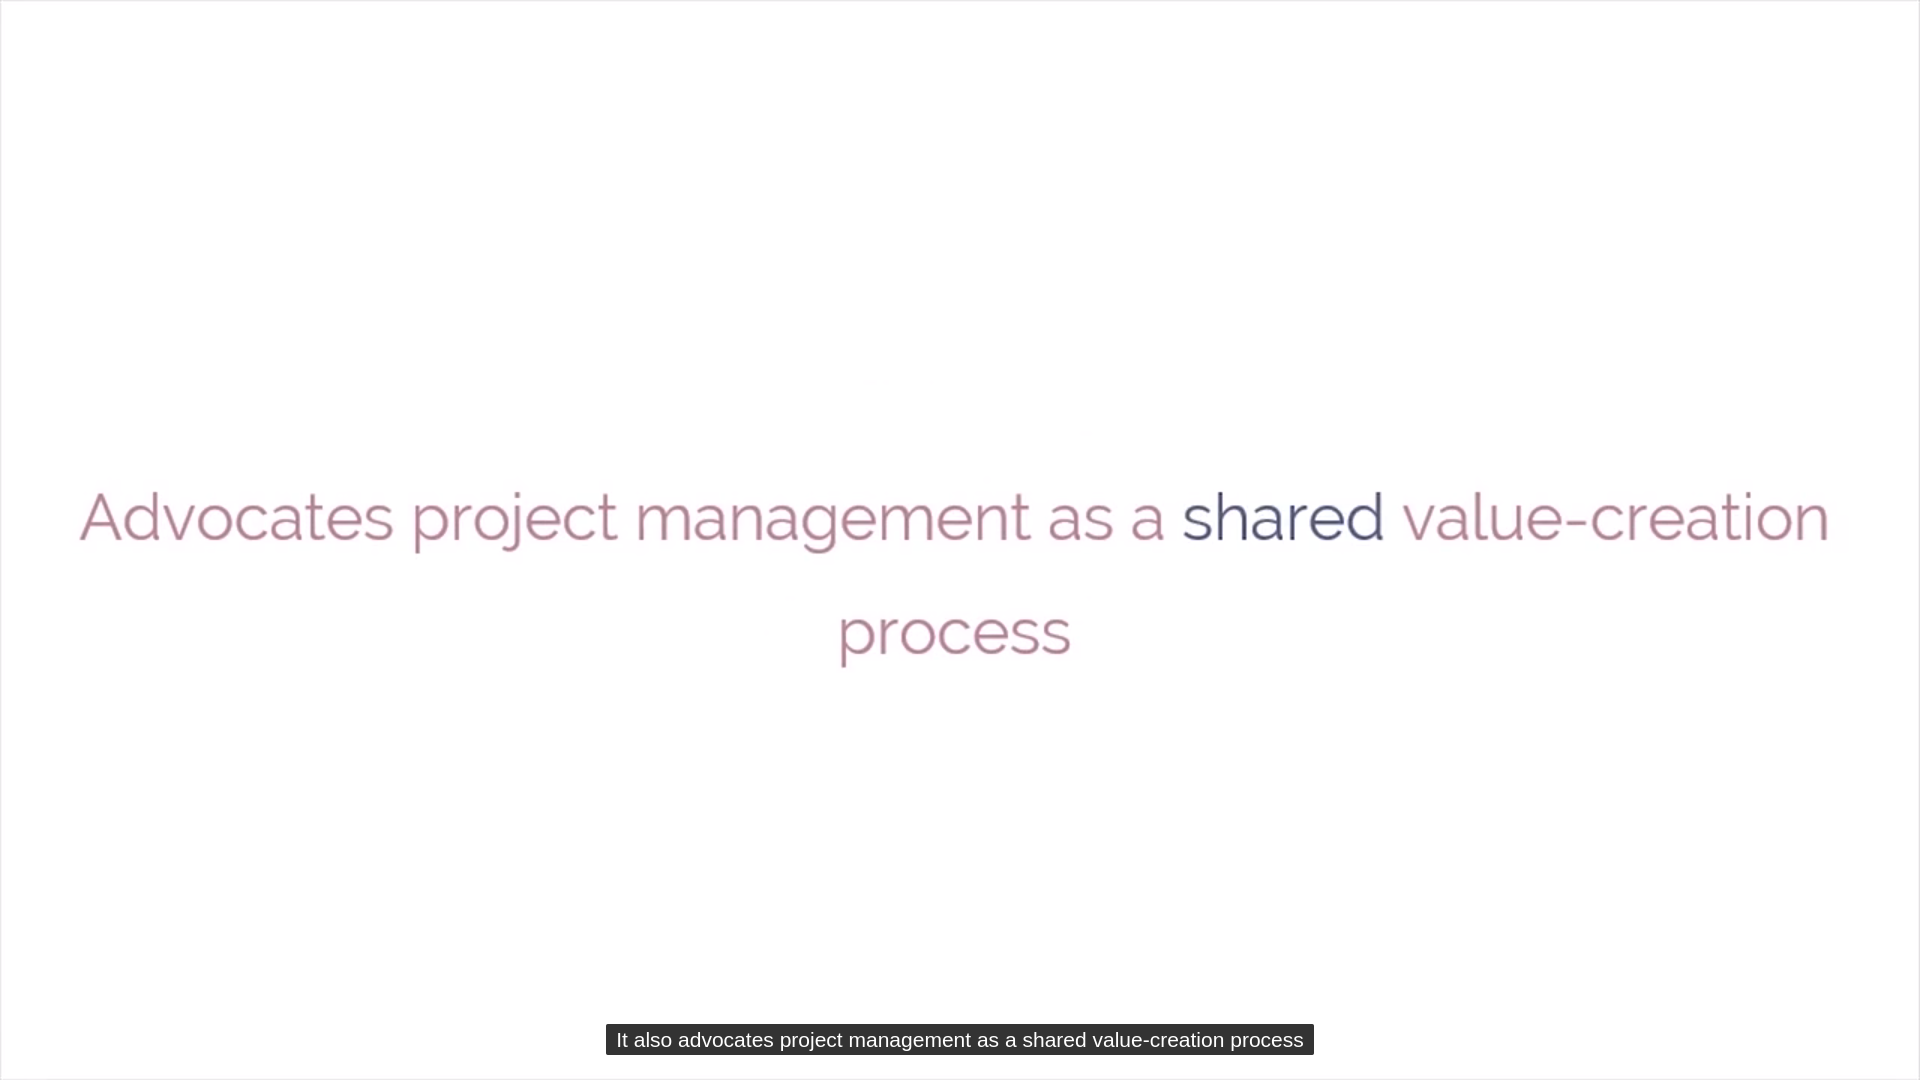 Advocates project management as a shared value-creation
process
It also advocates project management as a shared value-creation process